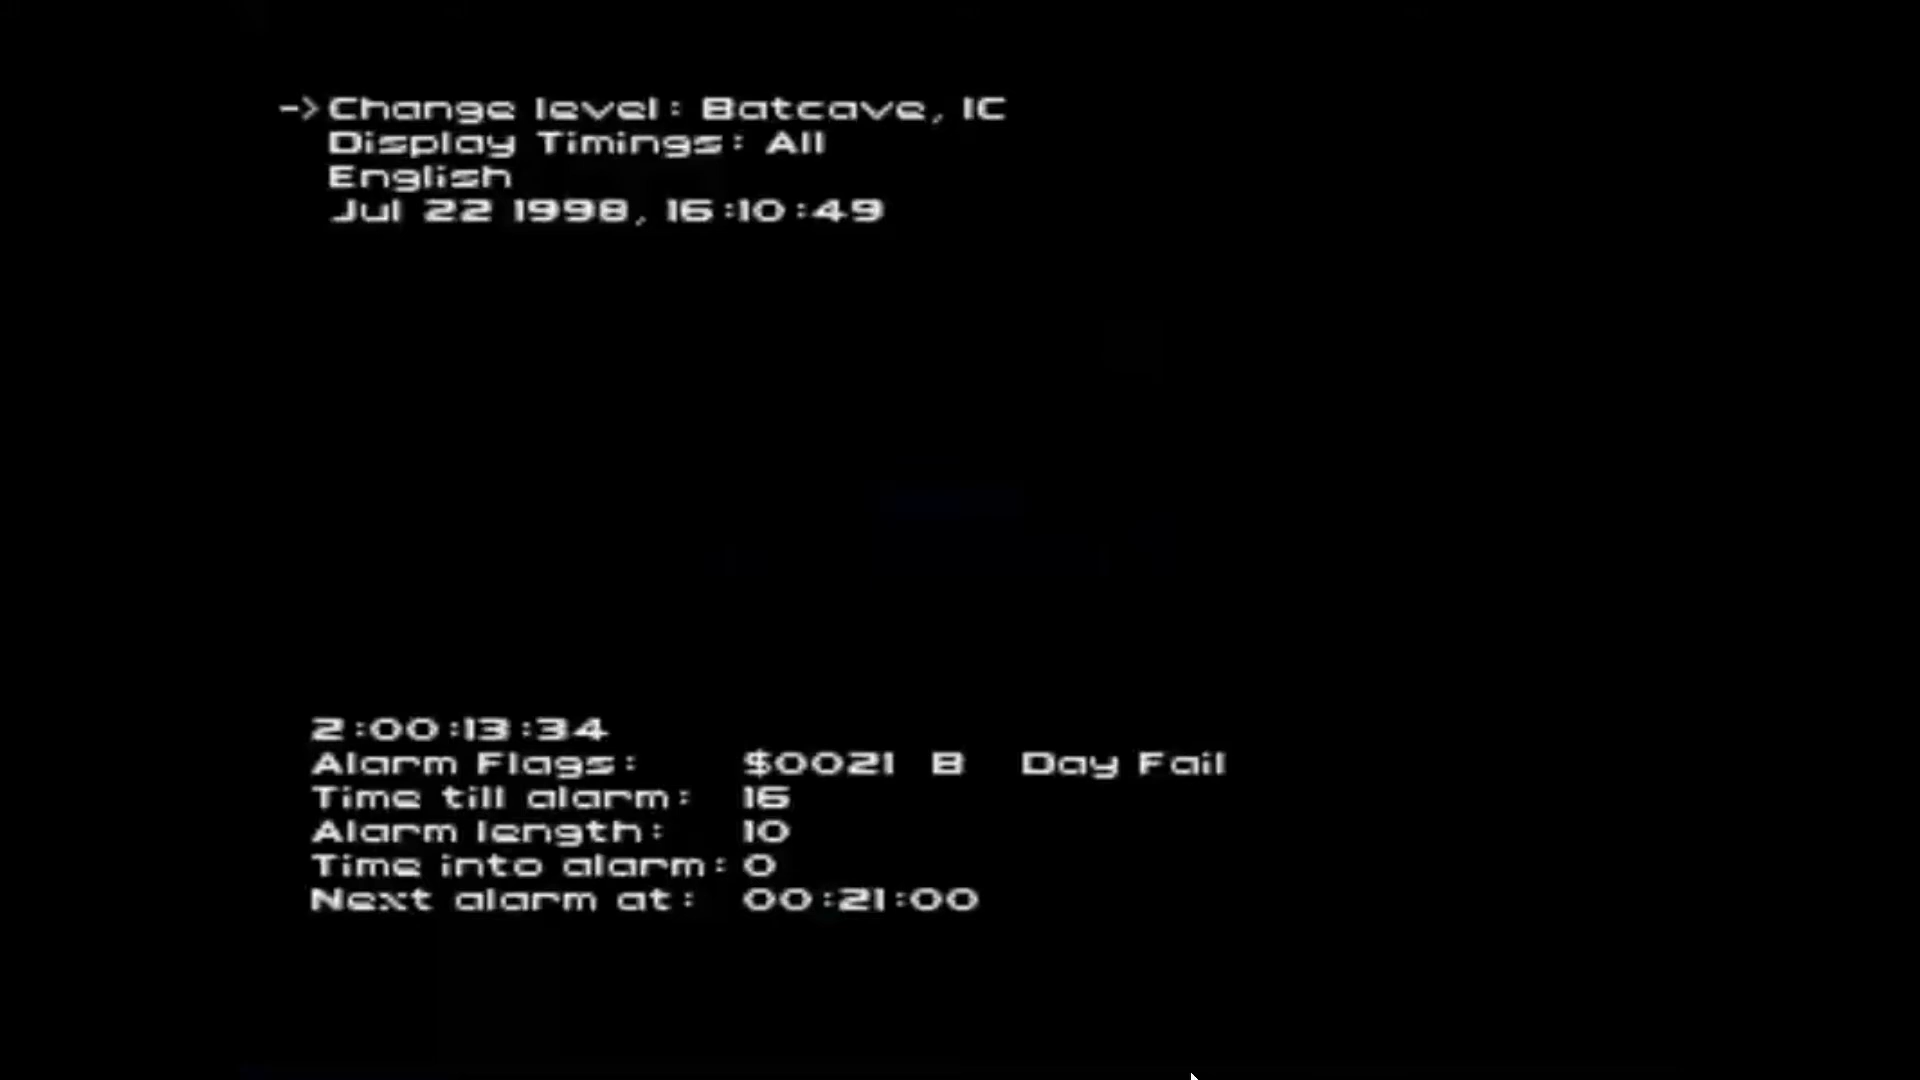 ->Change level: Batcave, IC
Display Timings: All
English
Jul 22 1998, 16:10:49
2:00:13:34
Alarm Flags: $0021 B Day Fail
Time till alarm: 16
Alarm length: 10
Time into alarm: 0
Next alarm at: 00:21:00